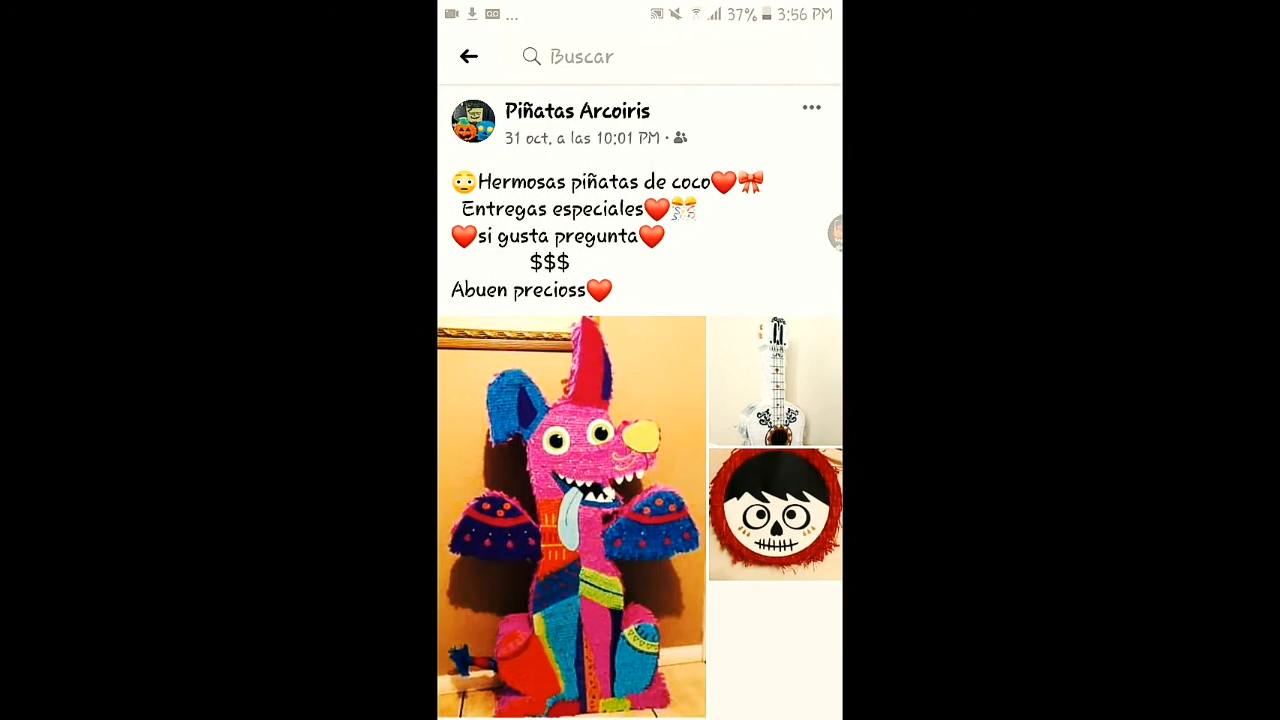 ... 37% 3:56 PM
Buscar
Piñatas Arcoiris
31 oct. a las 10:01 PM ·
😳Hermosas piñatas de coco❤️🎀
Entregas especiales❤️🎊
❤️si gusta pregunta❤️
$$$
Abuen precioss❤️